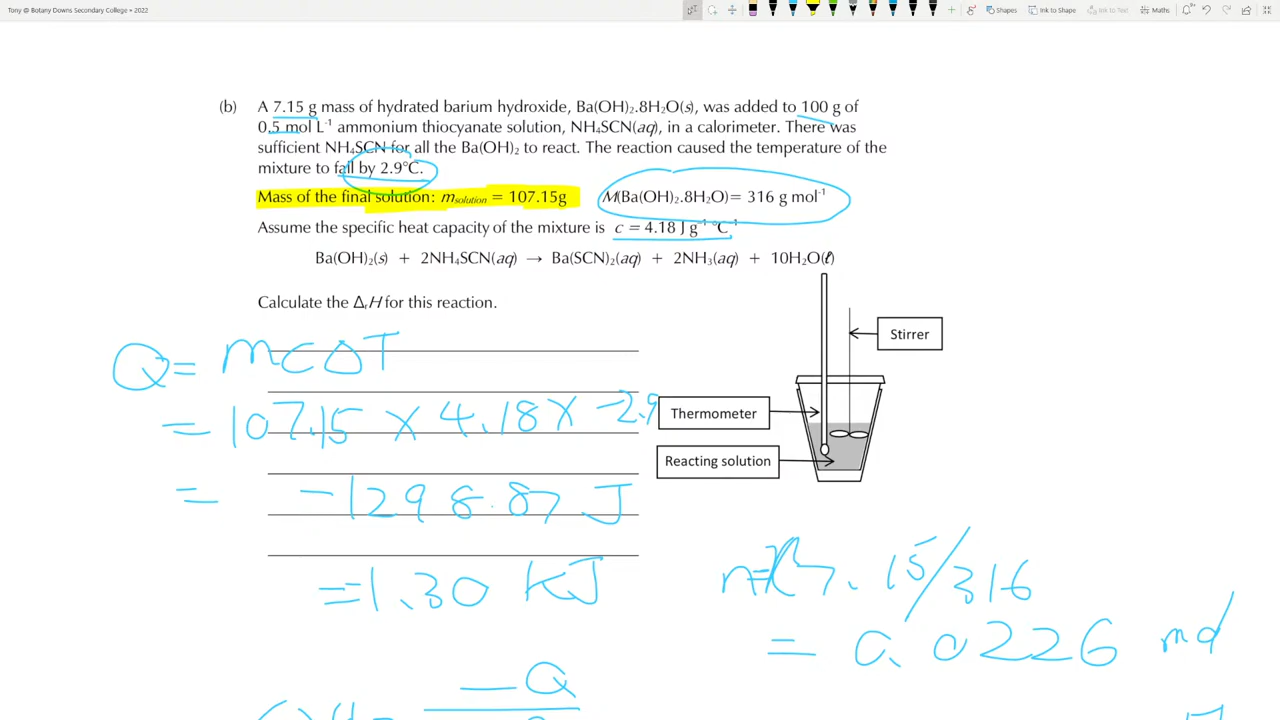 Tony @ Botany Downs Secondary College • 2022
Shapes Ink to Shape Ink to Text Maths
(b) A 7.15 g mass of hydrated barium hydroxide, Ba(OH)₂.8H₂O(s), was added to 100 g of
0.5 mol L⁻¹ ammonium thiocyanate solution, NH₄SCN(aq), in a calorimeter. There was
sufficient NH₄SCN for all the Ba(OH)₂ to react. The reaction caused the temperature of the
mixture to fall by 2.9°C.
Mass of the final solution: m solution = 107.15g M(Ba(OH)₂.8H₂O)= 316 g mol⁻¹
Assume the specific heat capacity of the mixture is c = 4.18 J g⁻¹ °C⁻¹
Ba(OH)₂(s) + 2NH₄SCN(aq) → Ba(SCN)₂(aq) + 2NH₃(aq) + 10H₂O(ℓ)
Calculate the ΔᵣH for this reaction.
Stirrer
Thermometer
Reacting solution
Q = mcΔT
= 107.15 × 4.18 × -2.9
= -1298.87 J
= 1.30 kJ
n= 7.15/316
= 0.0226 mol
-Q